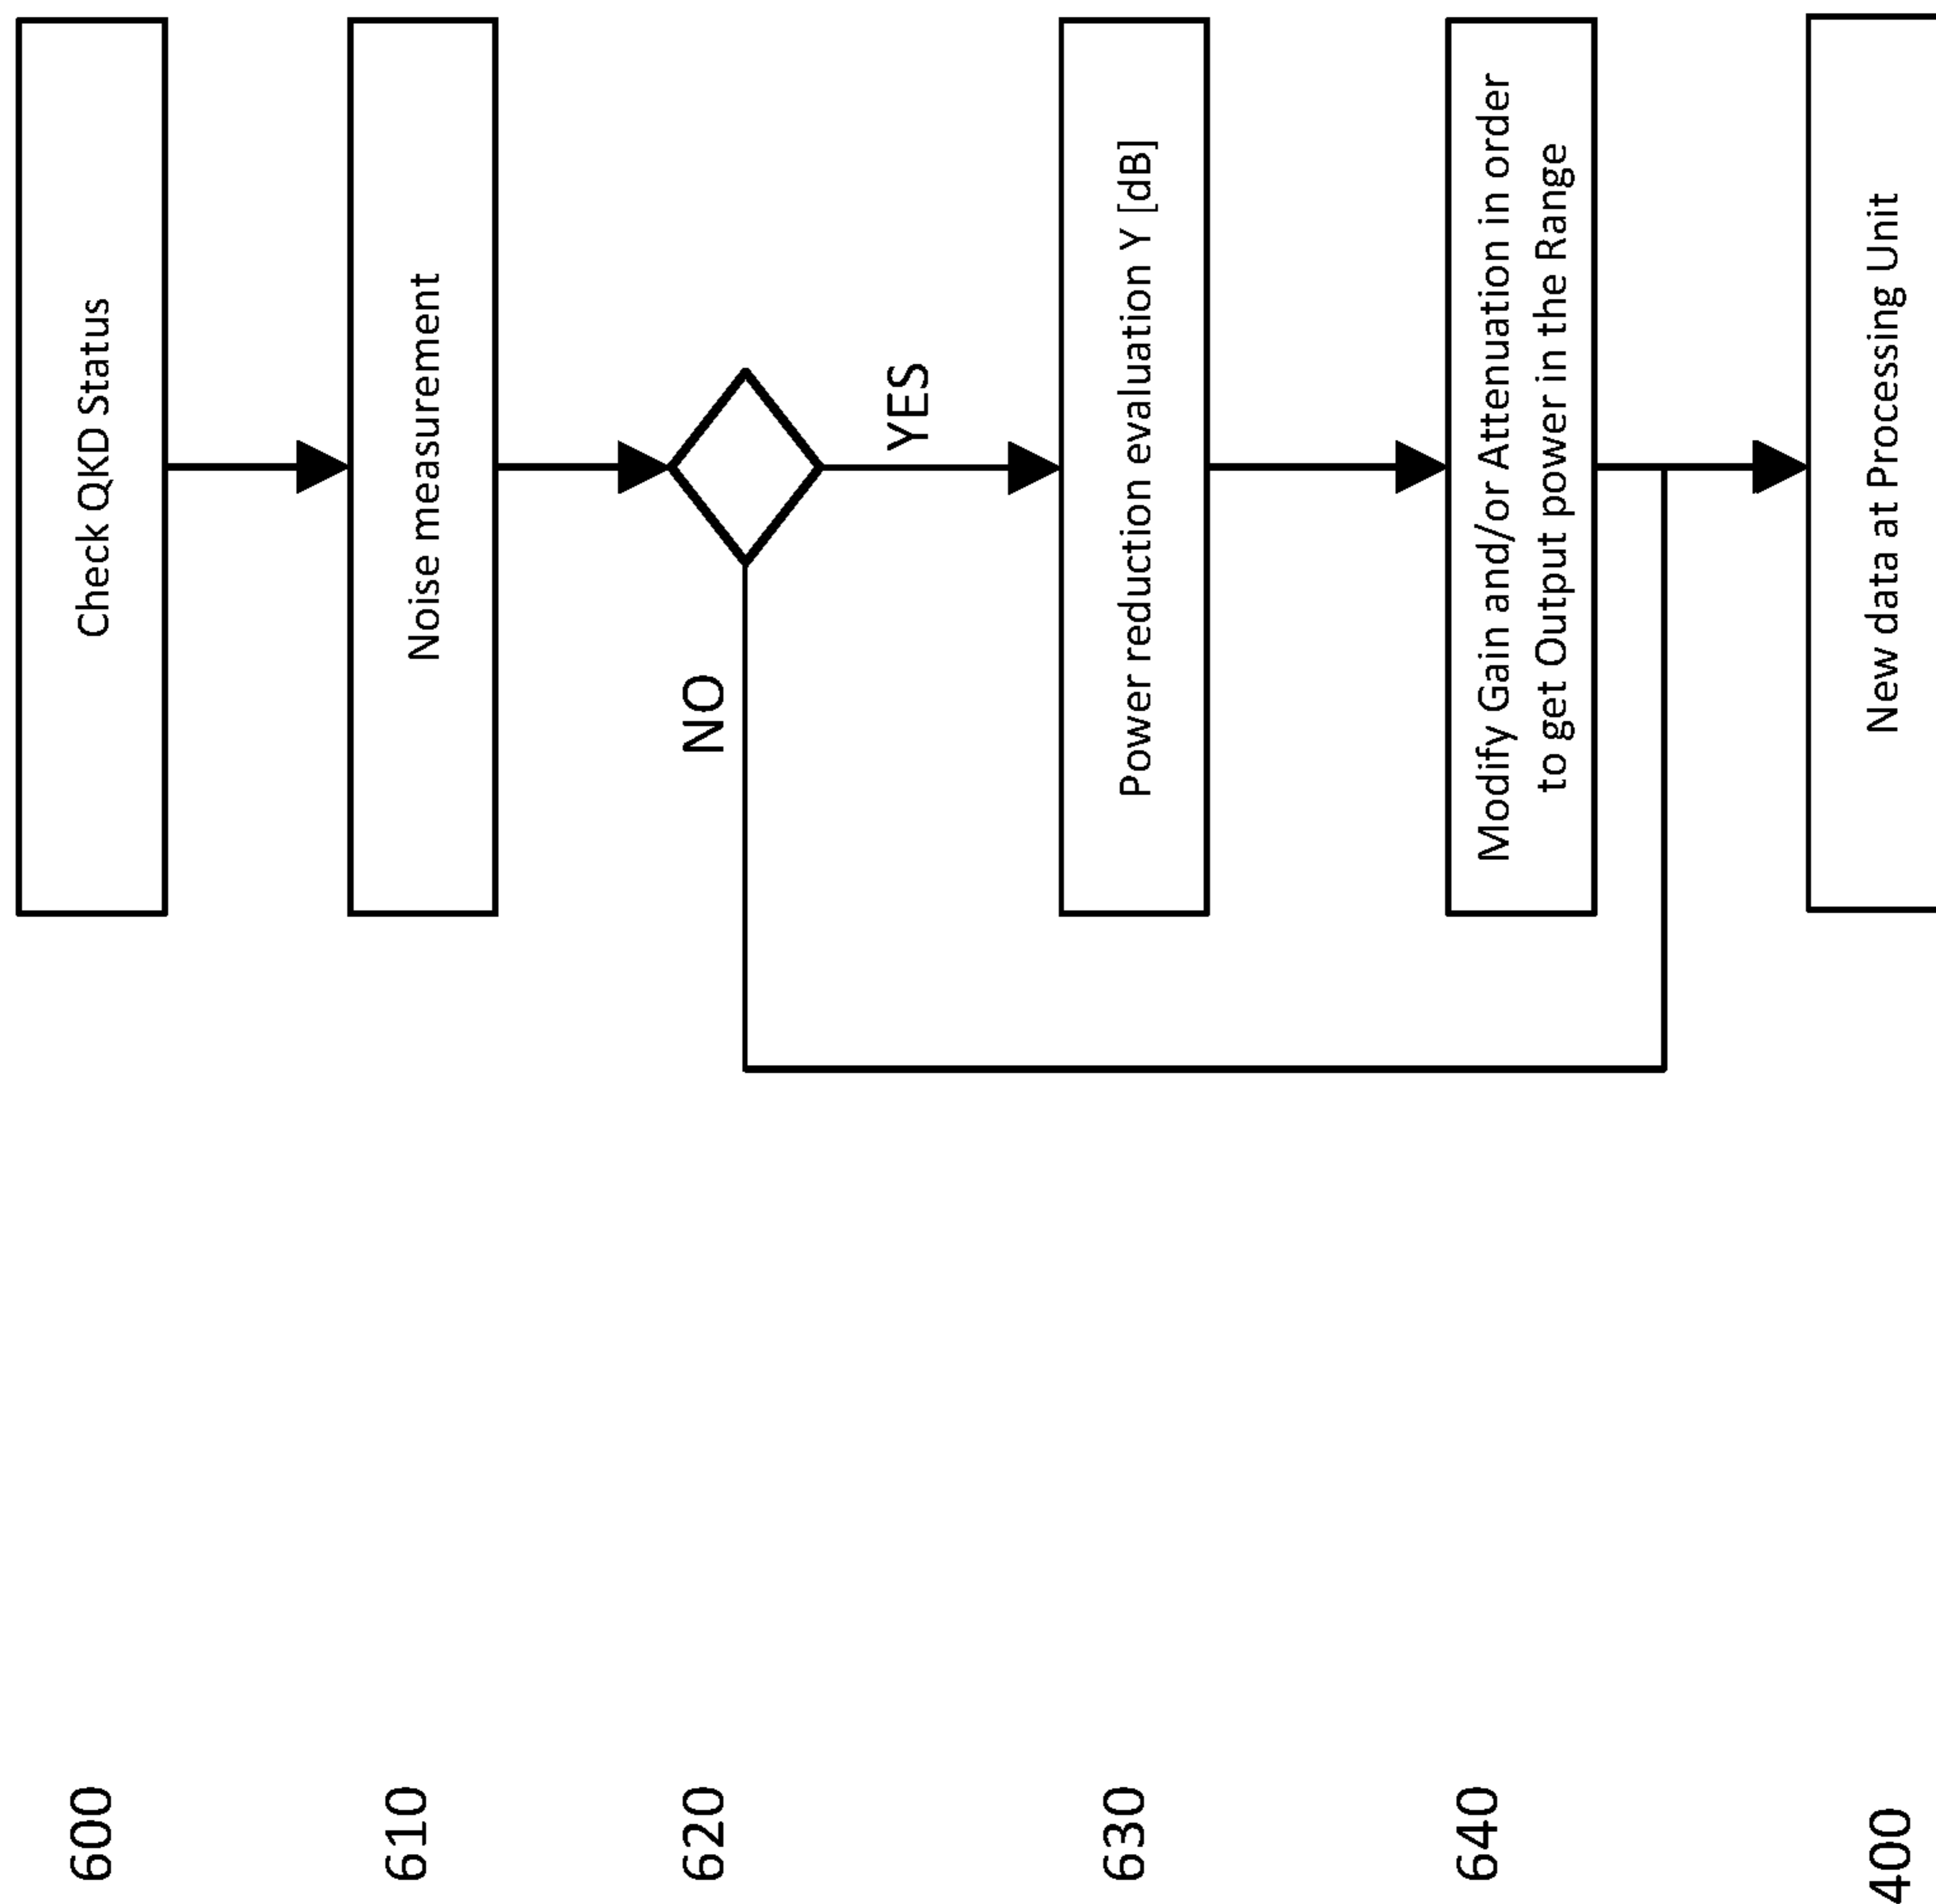 600
Check QKD Status
610
Noise measurement
620
NO
YES
630
Power reduction evaluation Y [dB]
640
Modify Gain and/or Attenuation in order
to get Output power in the Range
400
New data at Processing Unit